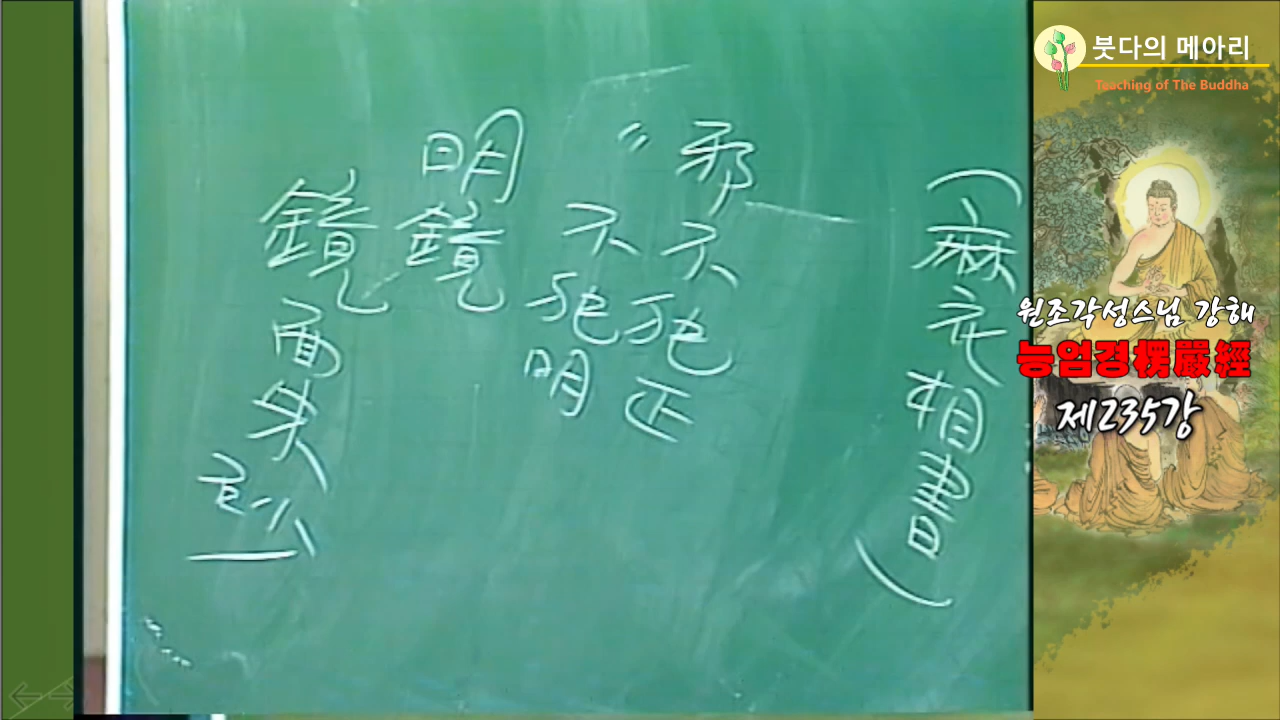 (麻衣相書)
邪不犯正
〃不犯明
明鏡
鏡面失
붓다의 메아리
Teaching of The Buddha
원조각성스님 강해
능엄경楞嚴經
제235강